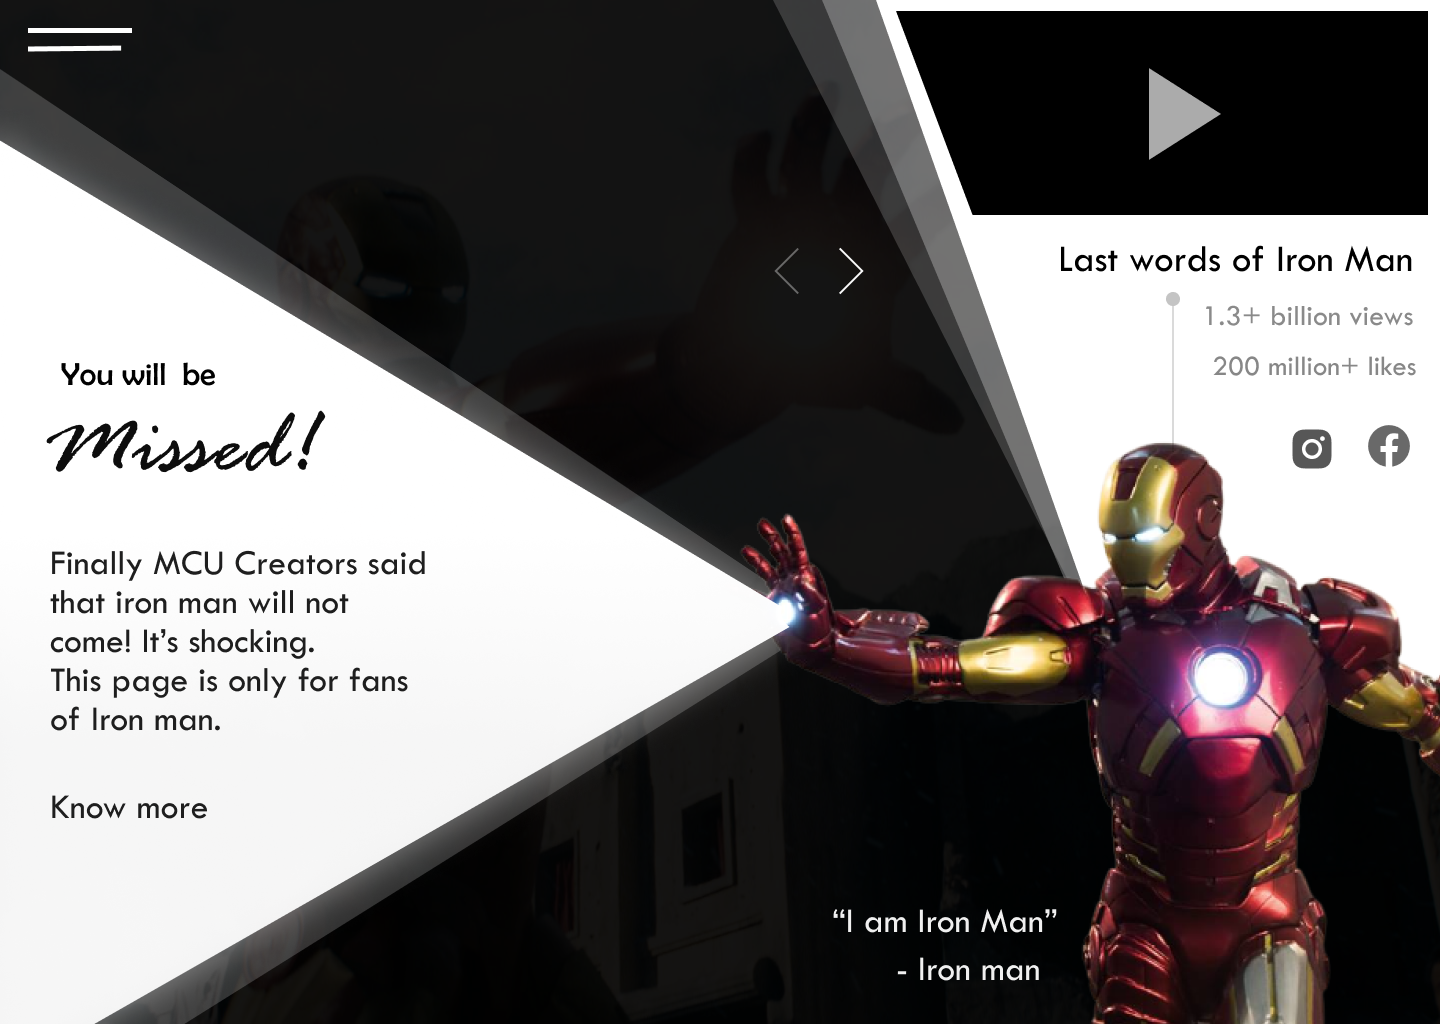 You will be
Missed!
Finally MCU Creators said
that iron man will not
come! It’s shocking.
This page is only for fans
of Iron man.
Know more
Last words of Iron Man
1.3+ billion views
200 million+ likes
“I am Iron Man”
- Iron man